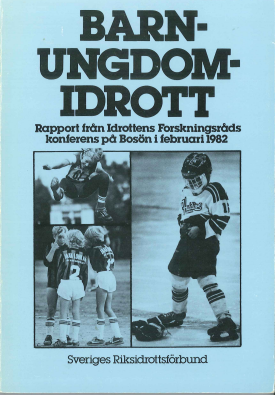 BARN-
UNGDOM-
IDROTT
Rapport från Idrottens Forskningsråds
konferens på Bosön i februari 1982
Sveriges Riksidrottsförbund